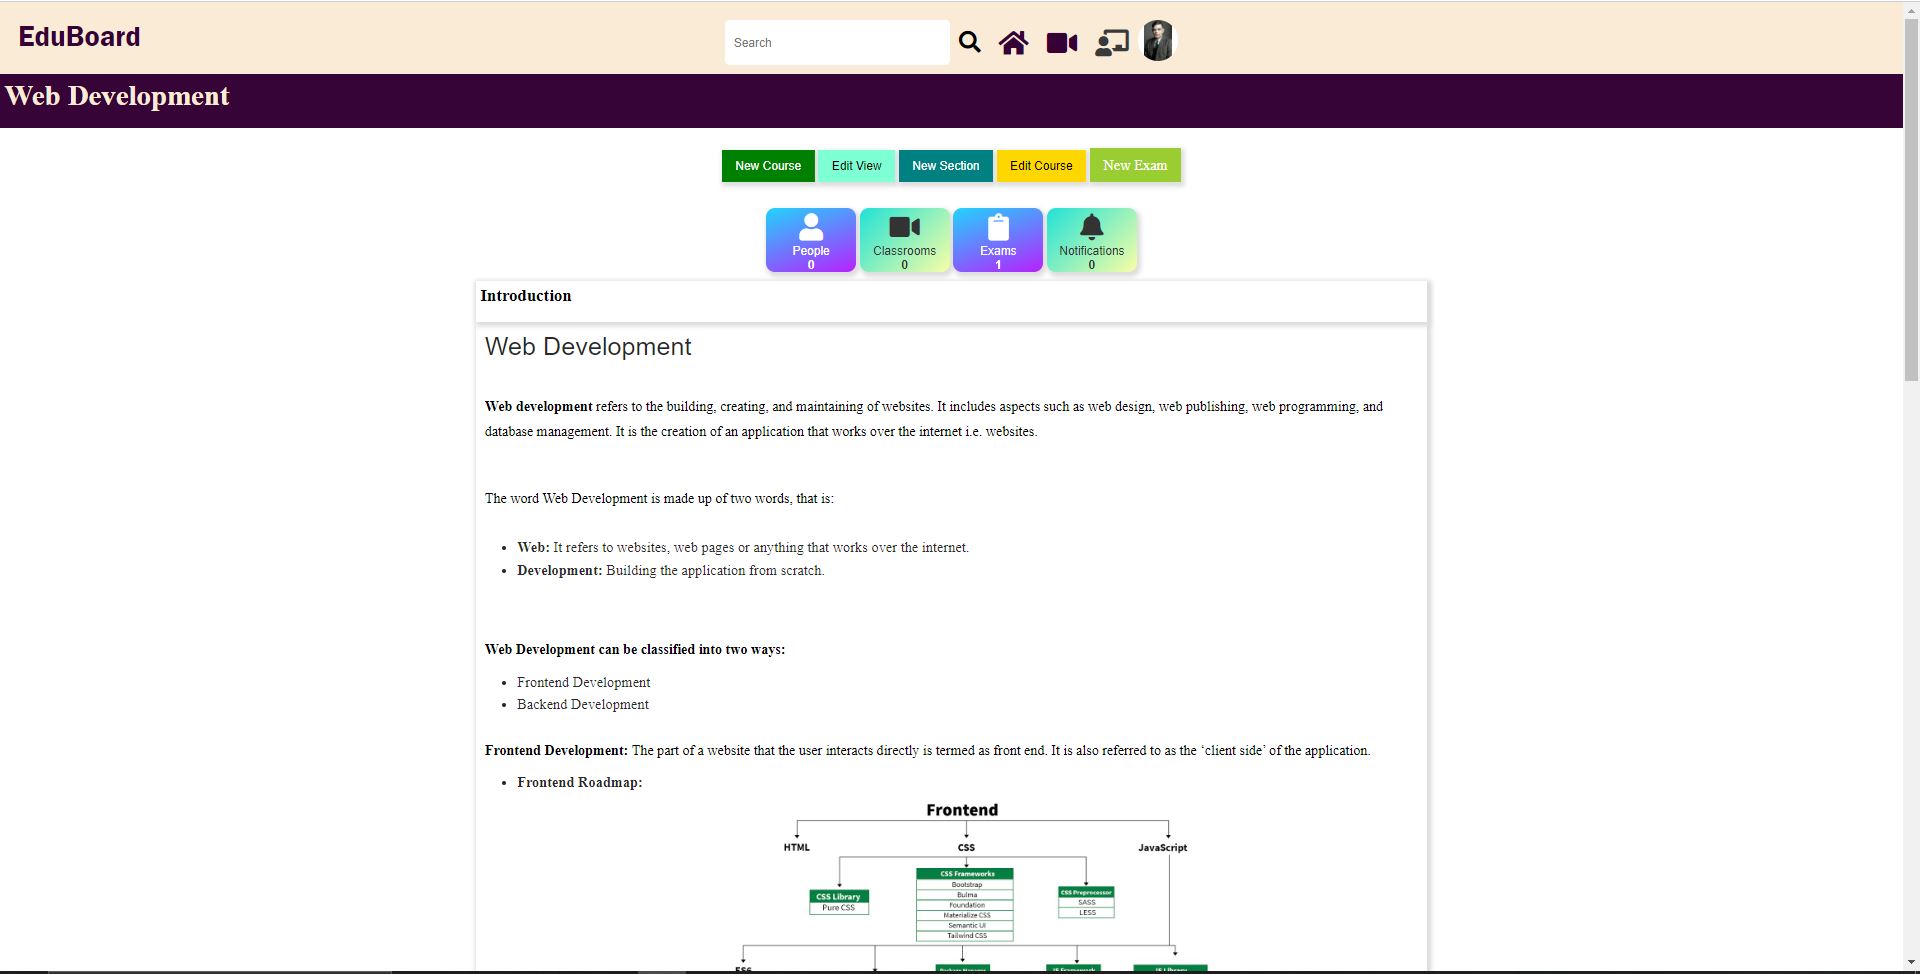 EduBoard
Search
Web Development
New Course
Edit View
New Section
Edit Course
New Exam
People
0
Classrooms
0
Exams
1
Notifications
0
Introduction
Web Development
Web development refers to the building, creating, and maintaining of websites. It includes aspects such as web design, web publishing, web programming, and
database management. It is the creation of an application that works over the internet i.e. websites.
The word Web Development is made up of two words, that is:
Web: It refers to websites, web pages or anything that works over the internet.
Development: Building the application from scratch.
Web Development can be classified into two ways:
Frontend Development
Backend Development
Frontend Development: The part of a website that the user interacts directly is termed as front end. It is also referred to as the ‘client side’ of the application.
Frontend Roadmap:
Frontend
HTML
CSS
JavaScript
CSS Library
Pure CSS
CSS Frameworks
Bootstrap
Bulma
Foundation
Materialize CSS
Semantic UI
Tailwind CSS
CSS Preprocessor
SASS
LESS
ES6
Package Manager
JS Framework
JS Library